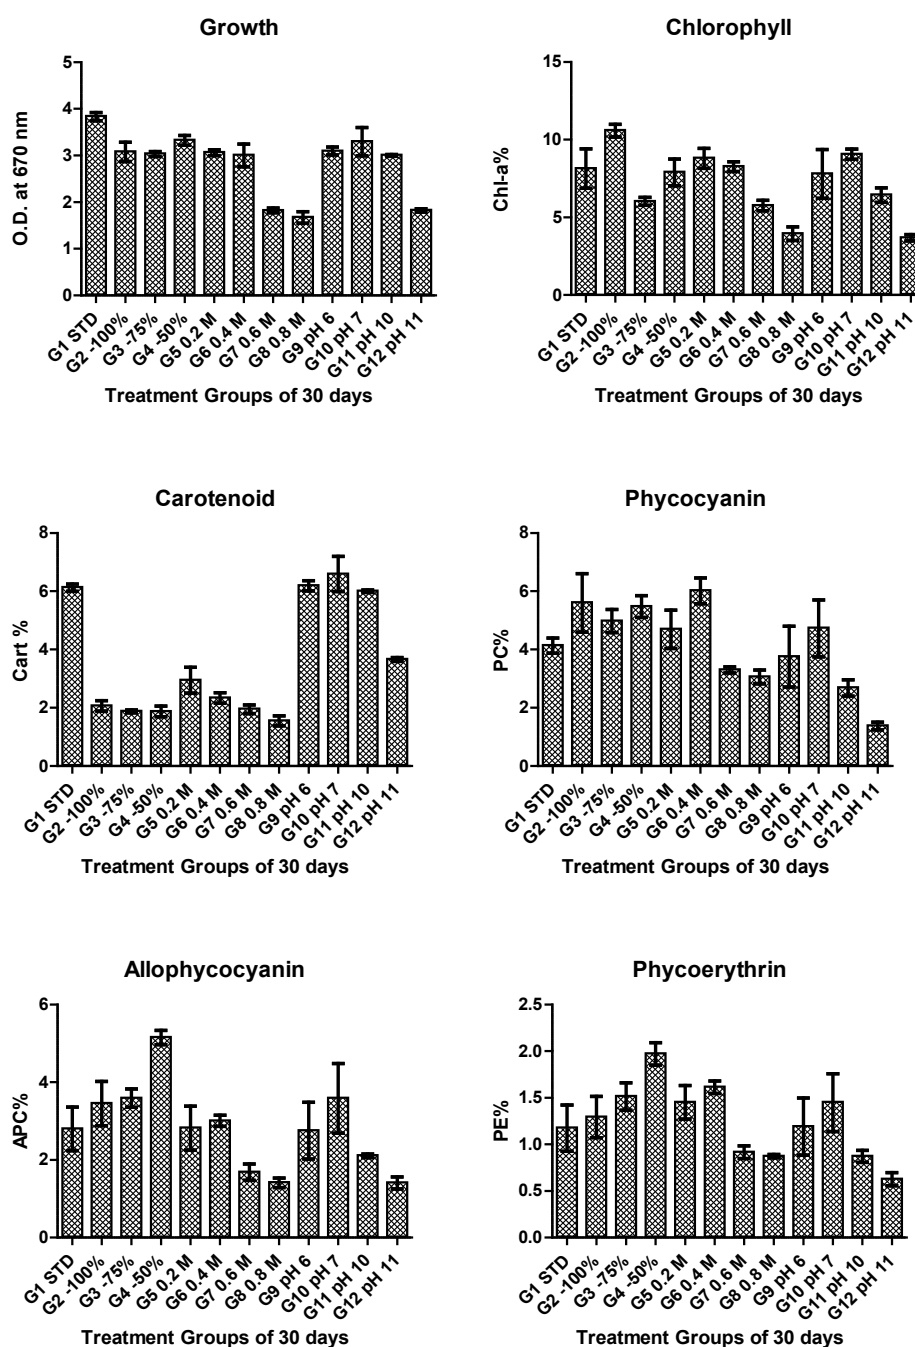 Growth
O.D. at 670 nm
5
4
3
2
1
0
G1 STD
G2 -100%
G3 -75%
G4 -50%
G5 0.2 M
G6 0.4 M
G7 0.6 M
G8 0.8 M
G9 pH 6
G10 pH 7
G11 pH 10
G12 pH 11
Treatment Groups of 30 days
Chlorophyll
Chl-a%
15
10
5
0
G1 STD
G2 -100%
G3 -75%
G4 -50%
G5 0.2 M
G6 0.4 M
G7 0.6 M
G8 0.8 M
G9 pH 6
G10 pH 7
G11 pH 10
G12 pH 11
Treatment Groups of 30 days
Carotenoid
Cart %
8
6
4
2
0
G1 STD
G2 -100%
G3 -75%
G4 -50%
G5 0.2 M
G6 0.4 M
G7 0.6 M
G8 0.8 M
G9 pH 6
G10 pH 7
G11 pH 10
G12 pH 11
Treatment Groups of 30 days
Phycocyanin
PC%
8
6
4
2
0
G1 STD
G2 -100%
G3 -75%
G4 -50%
G5 0.2 M
G6 0.4 M
G7 0.6 M
G8 0.8 M
G9 pH 6
G10 pH 7
G11 pH 10
G12 pH 11
Treatment Groups of 30 days
Allophycocyanin
APC%
6
4
2
0
G1 STD
G2 -100%
G3 -75%
G4 -50%
G5 0.2 M
G6 0.4 M
G7 0.6 M
G8 0.8 M
G9 pH 6
G10 pH 7
G11 pH 10
G12 pH 11
Treatment Groups of 30 days
Phycoerythrin
PE%
2.5
2.0
1.5
1.0
0.5
0.0
G1 STD
G2 -100%
G3 -75%
G4 -50%
G5 0.2 M
G6 0.4 M
G7 0.6 M
G8 0.8 M
G9 pH 6
G10 pH 7
G11 pH 10
G12 pH 11
Treatment Groups of 30 days